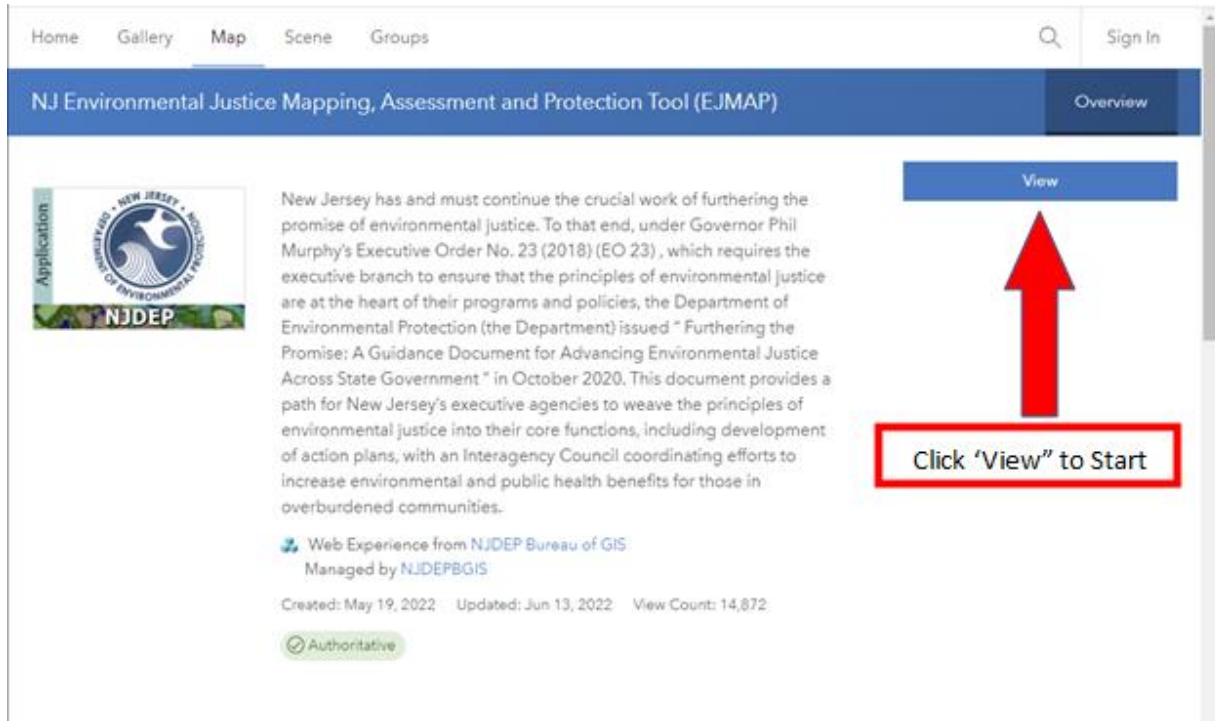 Home Gallery Map Scene Groups Sign In
NJ Environmental Justice Mapping, Assessment and Protection Tool (EJMAP) Overview
View
Application
NEW JERSEY
DEPARTMENT OF ENVIRONMENTAL PROTECTION
NJDEP
New Jersey has and must continue the crucial work of furthering the
promise of environmental justice. To that end, under Governor Phil
Murphy's Executive Order No. 23 (2018) (EO 23) , which requires the
executive branch to ensure that the principles of environmental justice
are at the heart of their programs and policies, the Department of
Environmental Protection (the Department) issued " Furthering the
Promise: A Guidance Document for Advancing Environmental Justice
Across State Government " in October 2020. This document provides a
path for New Jersey's executive agencies to weave the principles of
environmental justice into their core functions, including development
of action plans, with an Interagency Council coordinating efforts to
increase environmental and public health benefits for those in
overburdened communities.
Click ‘View” to Start
Web Experience from NJDEP Bureau of GIS
Managed by NJDEPBGIS
Created: May 19, 2022 Updated: Jun 13, 2022 View Count: 14,872
Authoritative